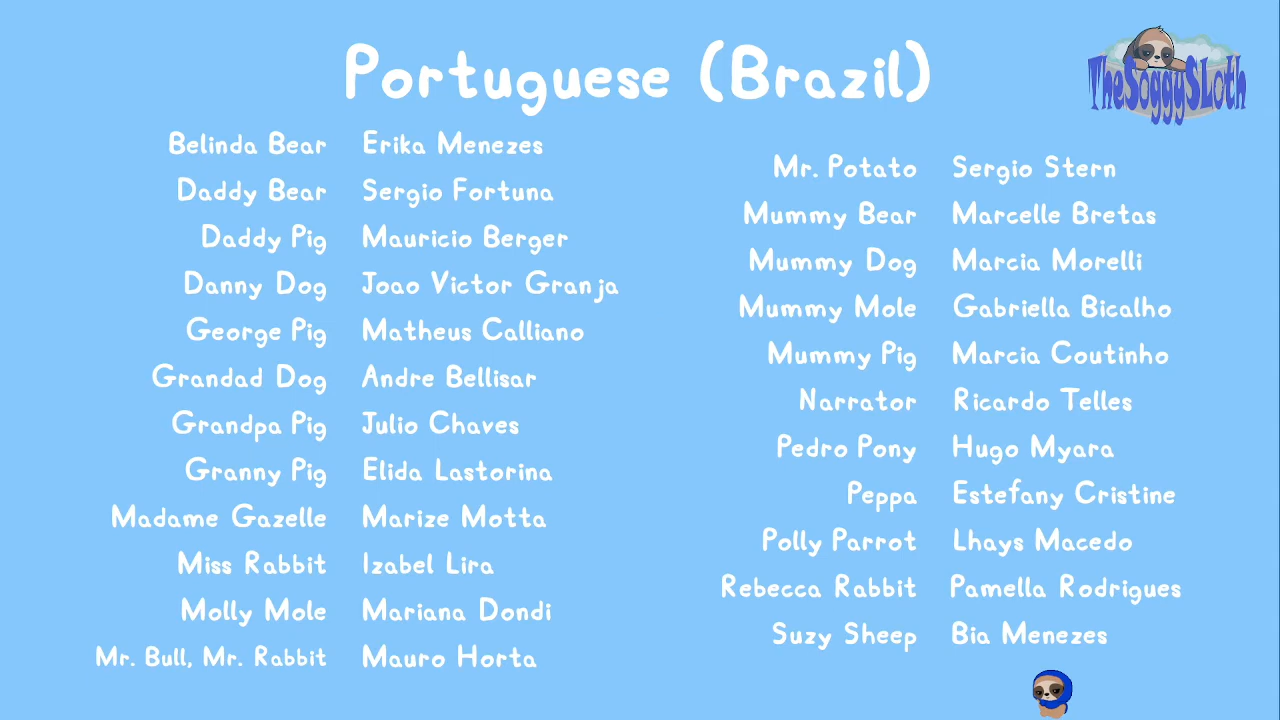 Portuguese (Brazil)
TheSoggySLoth
Belinda Bear Erika Menezes
Daddy Bear Sergio Fortuna
Daddy Pig Mauricio Berger
Danny Dog Joao Victor Granja
George Pig Matheus Calliano
Grandad Dog Andre Bellisar
Grandpa Pig Julio Chaves
Granny Pig Elida Lastorina
Madame Gazelle Marize Motta
Miss Rabbit Izabel Lira
Molly Mole Mariana Dondi
Mr. Bull, Mr. Rabbit Mauro Horta
Mr. Potato Sergio Stern
Mummy Bear Marcelle Bretas
Mummy Dog Marcia Morelli
Mummy Mole Gabriella Bicalho
Mummy Pig Marcia Coutinho
Narrator Ricardo Telles
Pedro Pony Hugo Myara
Peppa Estefany Cristine
Polly Parrot Lhays Macedo
Rebecca Rabbit Pamella Rodrigues
Suzy Sheep Bia Menezes